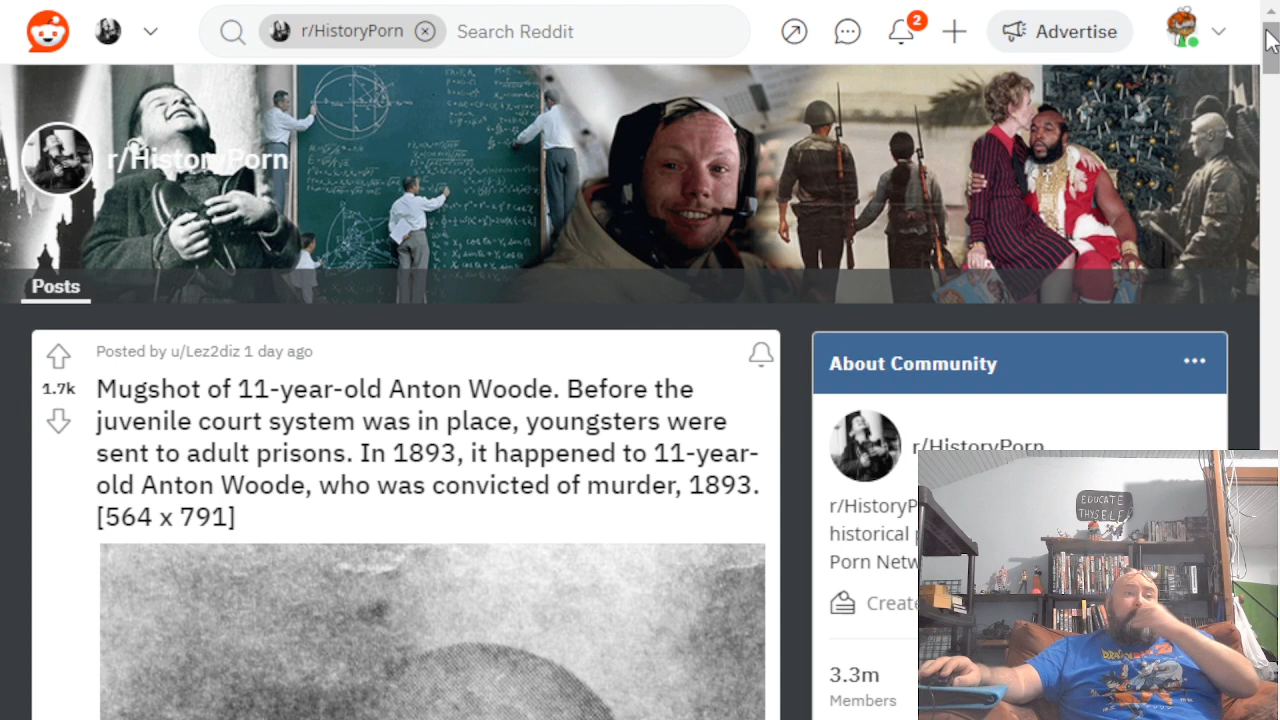 r/HistoryPorn
Search Reddit
2
Advertise
r/HistoryPorn
Posts
Posted by u/Lez2diz 1 day ago
1.7k
Mugshot of 11-year-old Anton Woode. Before the
juvenile court system was in place, youngsters were
sent to adult prisons. In 1893, it happened to 11-year-
old Anton Woode, who was convicted of murder, 1893.
[564 x 791]
About Community
r/HistoryPorn
r/HistoryP
historical
Porn Netw
Create
3.3m
Members
EDUCATE
THYSELF